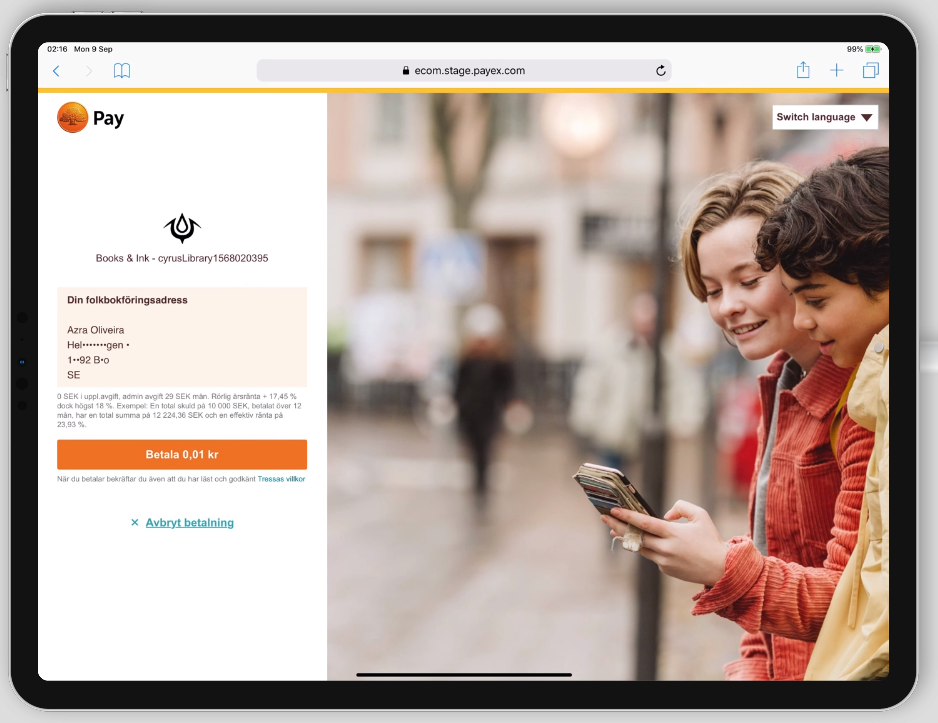 02:16 Mon 9 Sep
99%
ecom.stage.payex.com
Pay
Switch language
Books & Ink - cyrusLibrary1568020395
Din folkbokföringsadress
Azra Oliveira
Hel•••••••gen •
1••92 B•o
SE
0 SEK i uppl.avgift, admin avgift 29 SEK mån. Rörlig årsränta + 17,45 %
dock högst 18 %. Exempel: En total skuld på 10 000 SEK, betalat över 12
mån, har en total summa på 12 224,36 SEK och en effektiv ränta på
23,93 %.
Betala 0,01 kr
När du betalar bekräftar du även att du har läst och godkänt Tressas villkor
× Avbryt betalning